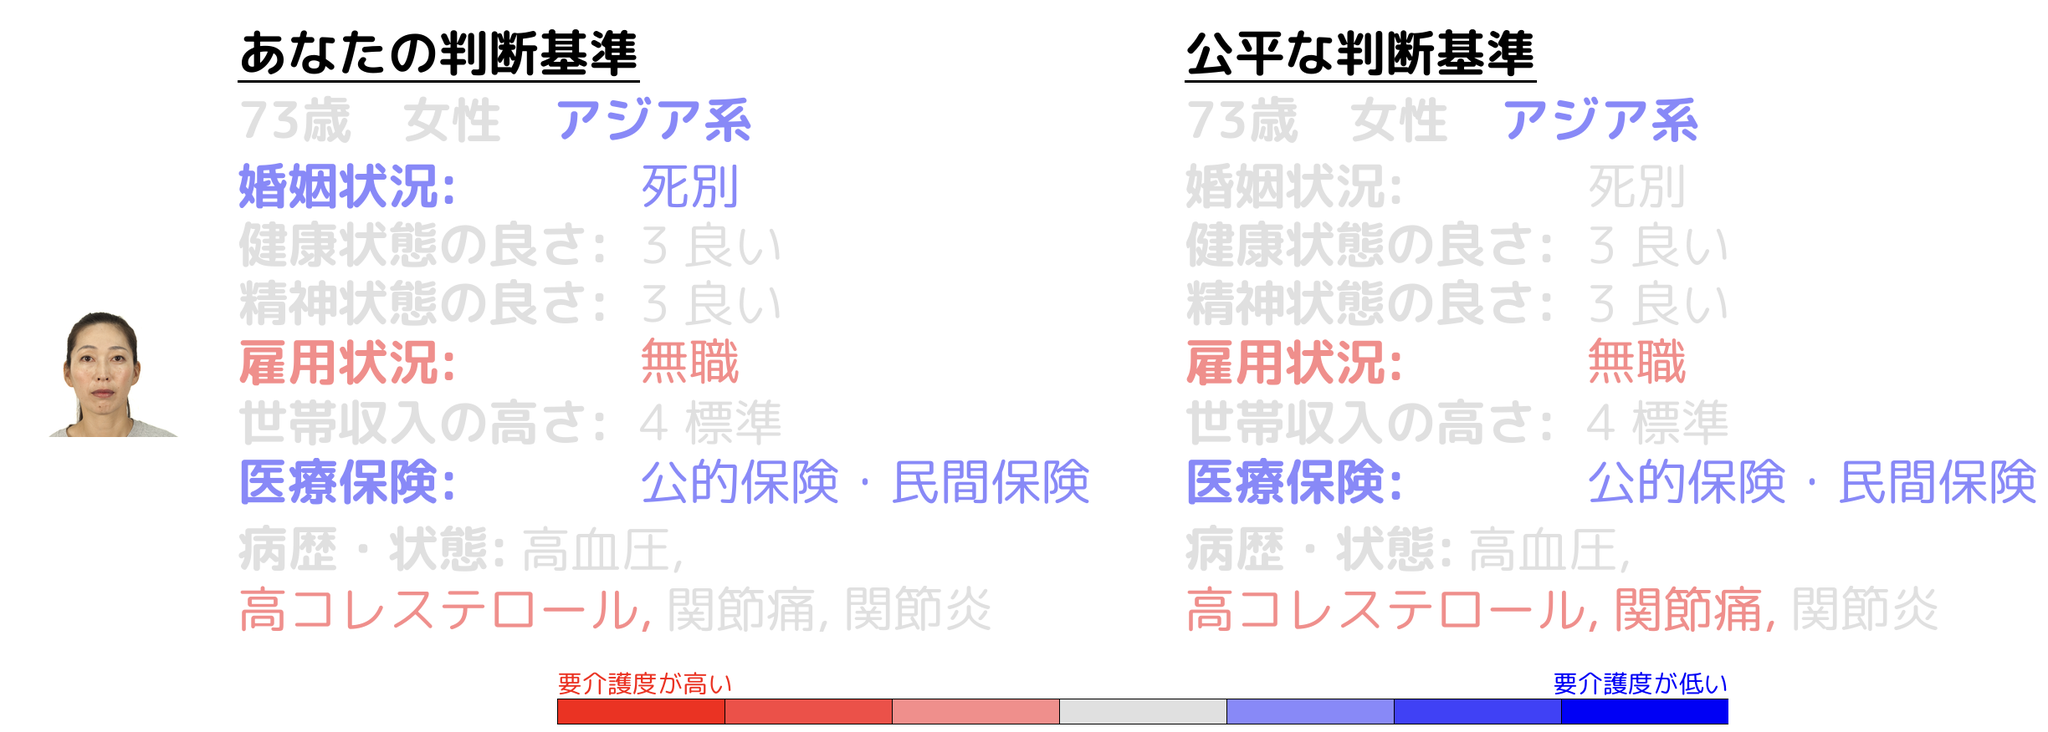 あなたの判断基準
73歳　女性　アジア系
婚姻状況: 死別
健康状態の良さ: 3 良い
精神状態の良さ: 3 良い
雇用状況: 無職
世帯収入の高さ: 4 標準
医療保険: 公的保険・民間保険
病歴・状態: 高血圧,
高コレステロール, 関節痛, 関節炎
公平な判断基準
73歳　女性　アジア系
婚姻状況: 死別
健康状態の良さ: 3 良い
精神状態の良さ: 3 良い
雇用状況: 無職
世帯収入の高さ: 4 標準
医療保険: 公的保険・民間保険
病歴・状態: 高血圧,
高コレステロール, 関節痛, 関節炎
要介護度が高い
要介護度が低い